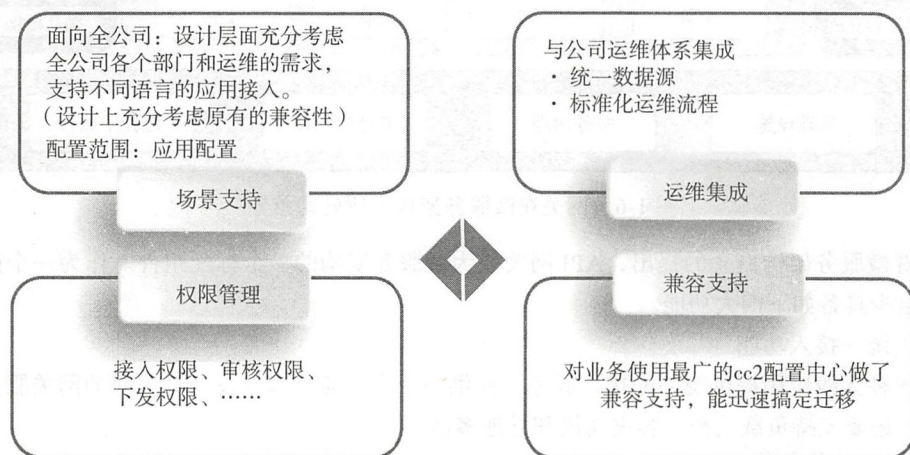 面向全公司：设计层面充分考虑
全公司各个部门和运维的需求，
支持不同语言的应用接入。
（设计上充分考虑原有的兼容性）
配置范围：应用配置
场景支持
与公司运维体系集成
· 统一数据源
· 标准化运维流程
运维集成
权限管理
接入权限、审核权限、
下发权限、……
兼容支持
对业务使用最广的cc2配置中心做了
兼容支持，能迅速搞定迁移